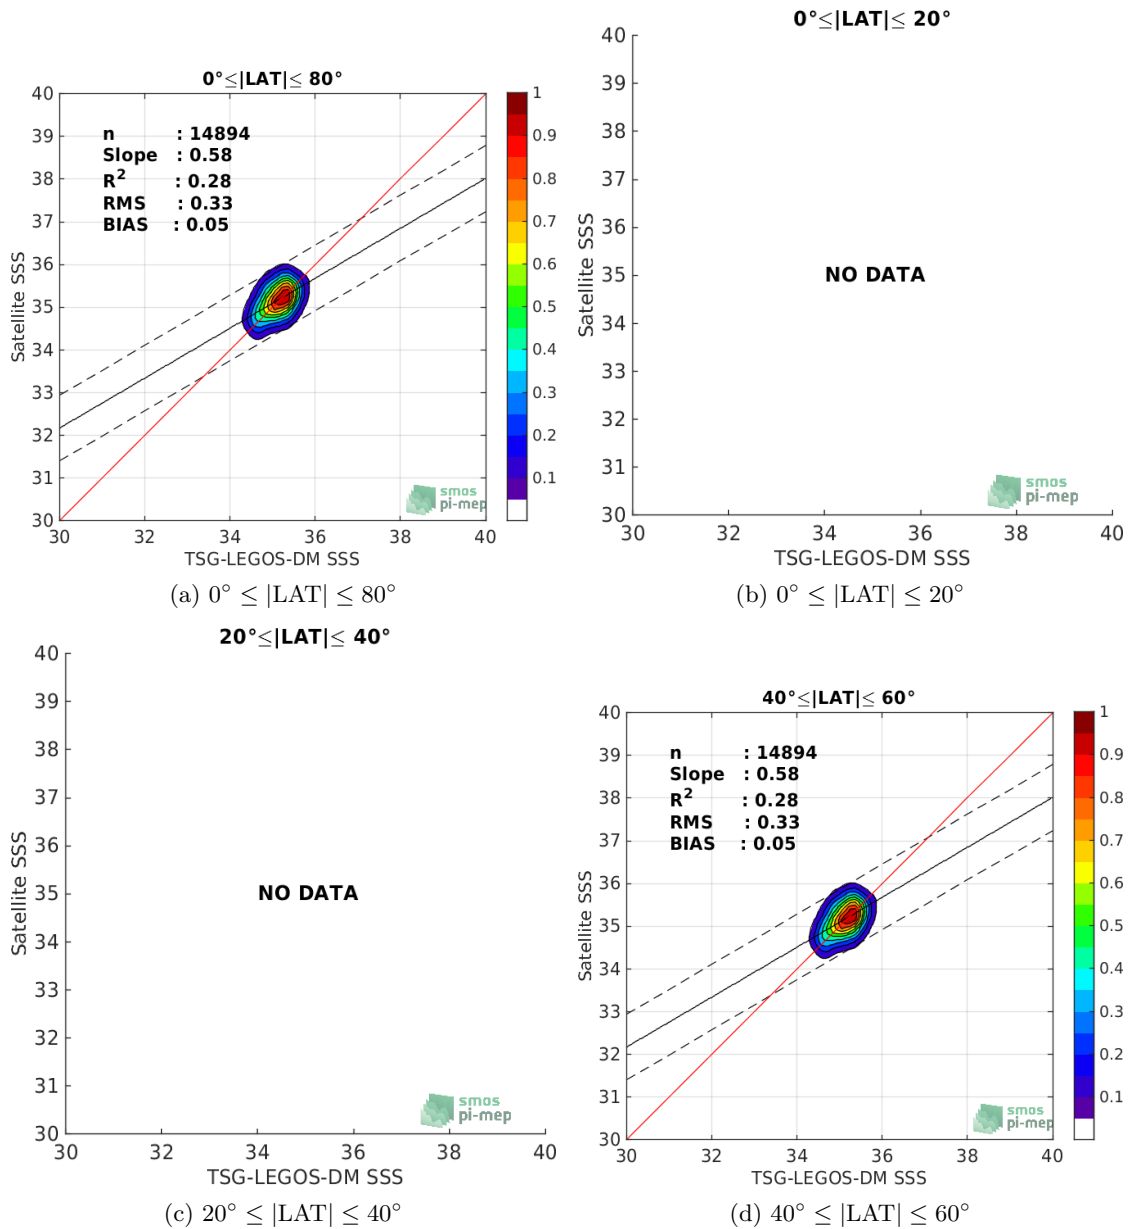 0°≤|LAT|≤ 80°
40
39
38
37
36
35
34
33
32
31
30
Satellite SSS
n : 14894
Slope : 0.58
R² : 0.28
RMS : 0.33
BIAS : 0.05
smos
pi-mep
30 32 34 36 38 40
TSG-LEGOS-DM SSS
1
0.9
0.8
0.7
0.6
0.5
0.4
0.3
0.2
0.1
(a) 0° ≤ |LAT| ≤ 80°
0°≤|LAT|≤ 20°
40
39
38
37
36
35
34
33
32
31
30
Satellite SSS
NO DATA
smos
pi-mep
30 32 34 36 38 40
TSG-LEGOS-DM SSS
(b) 0° ≤ |LAT| ≤ 20°
20°≤|LAT|≤ 40°
40
39
38
37
36
35
34
33
32
31
30
Satellite SSS
NO DATA
smos
pi-mep
30 32 34 36 38 40
TSG-LEGOS-DM SSS
(c) 20° ≤ |LAT| ≤ 40°
40°≤|LAT|≤ 60°
40
39
38
37
36
35
34
33
32
31
30
Satellite SSS
n : 14894
Slope : 0.58
R² : 0.28
RMS : 0.33
BIAS : 0.05
smos
pi-mep
30 32 34 36 38 40
TSG-LEGOS-DM SSS
1
0.9
0.8
0.7
0.6
0.5
0.4
0.3
0.2
0.1
(d) 40° ≤ |LAT| ≤ 60°